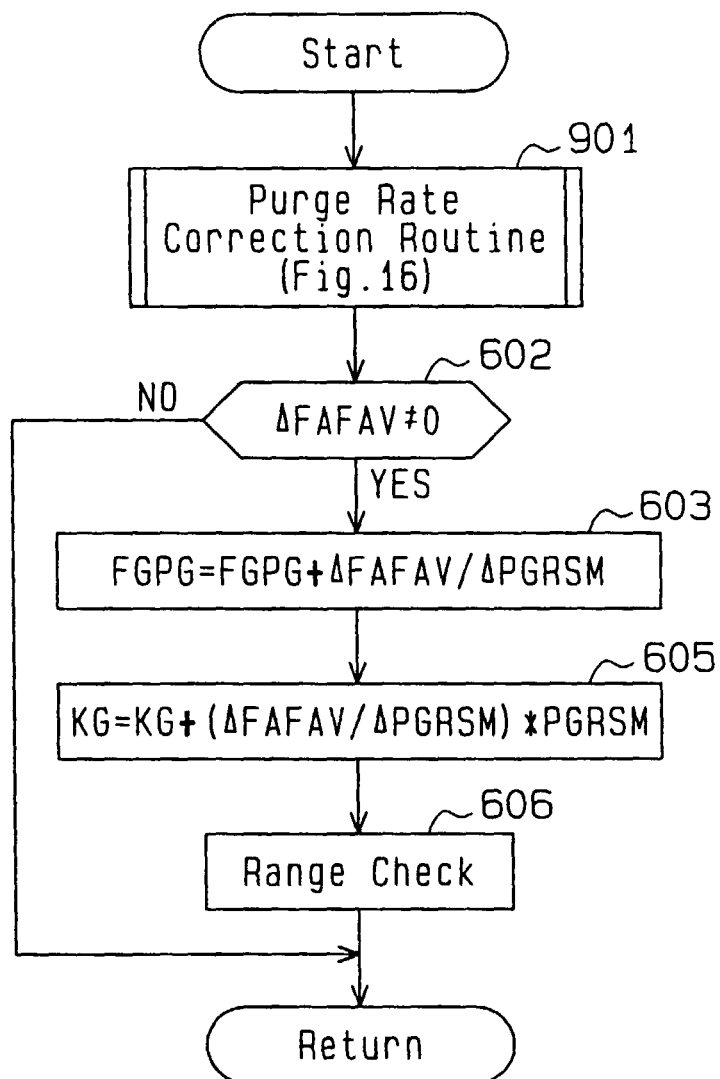 Start
901
Purge Rate
Correction Routine
(Fig.16)
602
NO
ΔFAFAV≠0
YES
603
FGPG=FGPG+ΔFAFAV/ΔPGRSM
605
KG=KG+(ΔFAFAV/ΔPGRSM)*PGRSM
606
Range Check
Return